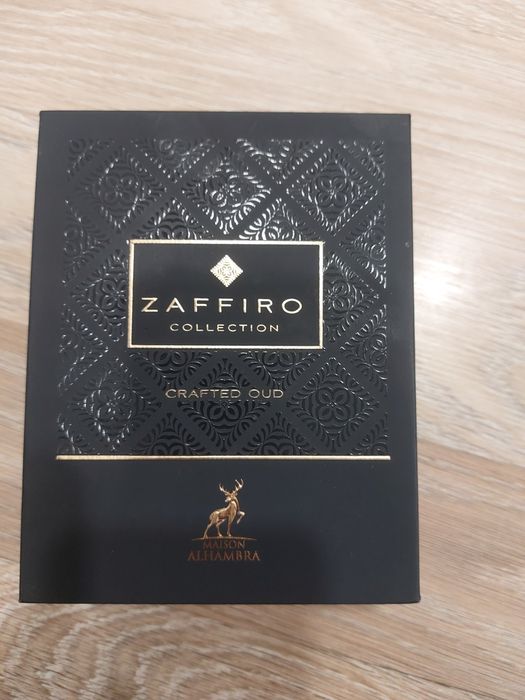 ZAFFIRO
COLLECTION
CRAFTED OUD
MAISON
ALHAMBRA